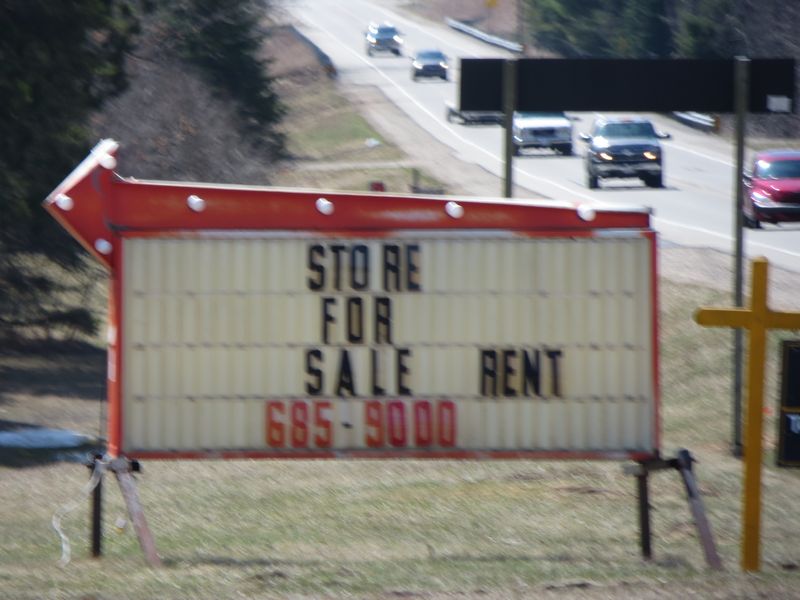 STORE
FOR
SALE RENT
685-9000